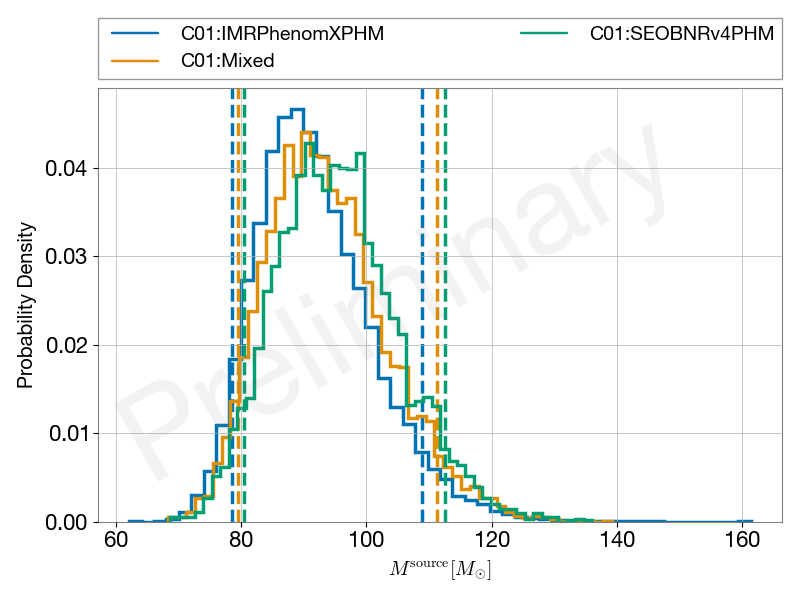 C01:IMRPhenomXPHM
C01:SEOBNRv4PHM
C01:Mixed
Preliminary
Probability Density
0.04
0.03
0.02
0.01
0.00
60 80 100 120 140 160
M^source [M_⊙]